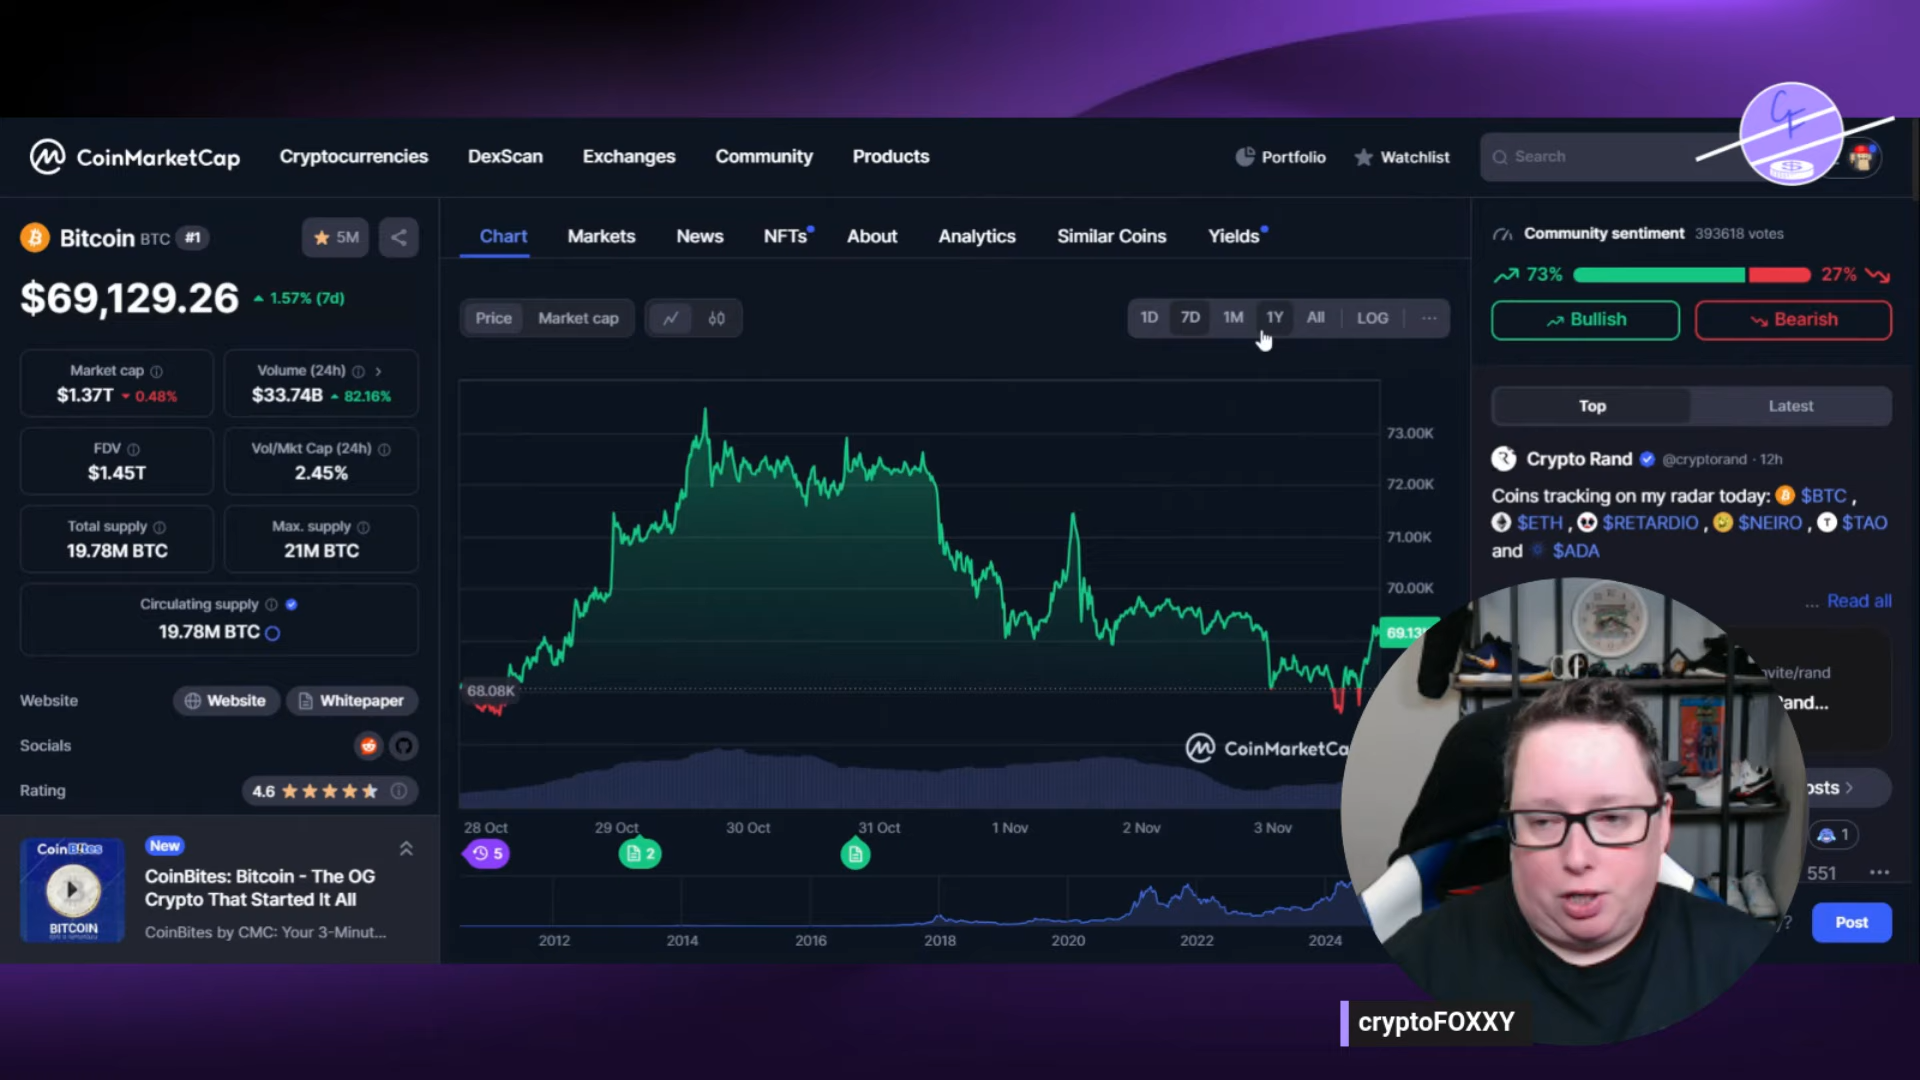 CoinMarketCap
Cryptocurrencies
DexScan
Exchanges
Community
Products
Portfolio
Watchlist
Search
CF
$
Bitcoin BTC #1
5M
$69,129.26 1.57% (7d)
Market cap
$1.37T 0.48%
Volume (24h)
$33.74B 82.16%
FDV
$1.45T
Vol/Mkt Cap (24h)
2.45%
Total supply
19.78M BTC
Max. supply
21M BTC
Circulating supply
19.78M BTC
Website
Website
Whitepaper
Socials
Rating
4.6
CoinBites
BITCOIN
New
CoinBites: Bitcoin - The OG
Crypto That Started It All
CoinBites by CMC: Your 3-Minut...
Chart
Markets
News
NFTs
About
Analytics
Similar Coins
Yields
Price
Market cap
1D
7D
1M
1Y
All
LOG
...
73.00K
72.00K
71.00K
70.00K
69.13
68.08K
CoinMarketCa
28 Oct
29 Oct
30 Oct
31 Oct
1 Nov
2 Nov
3 Nov
5
2
2012
2014
2016
2018
2020
2022
2024
Community sentiment 393618 votes
73%
27%
Bullish
Bearish
Top
Latest
Crypto Rand @cryptorand · 12h
Coins tracking on my radar today: $BTC ,
$ETH , $RETARDIO , $NEIRO , $TAO
and $ADA
... Read all
vite/rand
and...
osts
1
551
...
?
Post
cryptoFOXXY